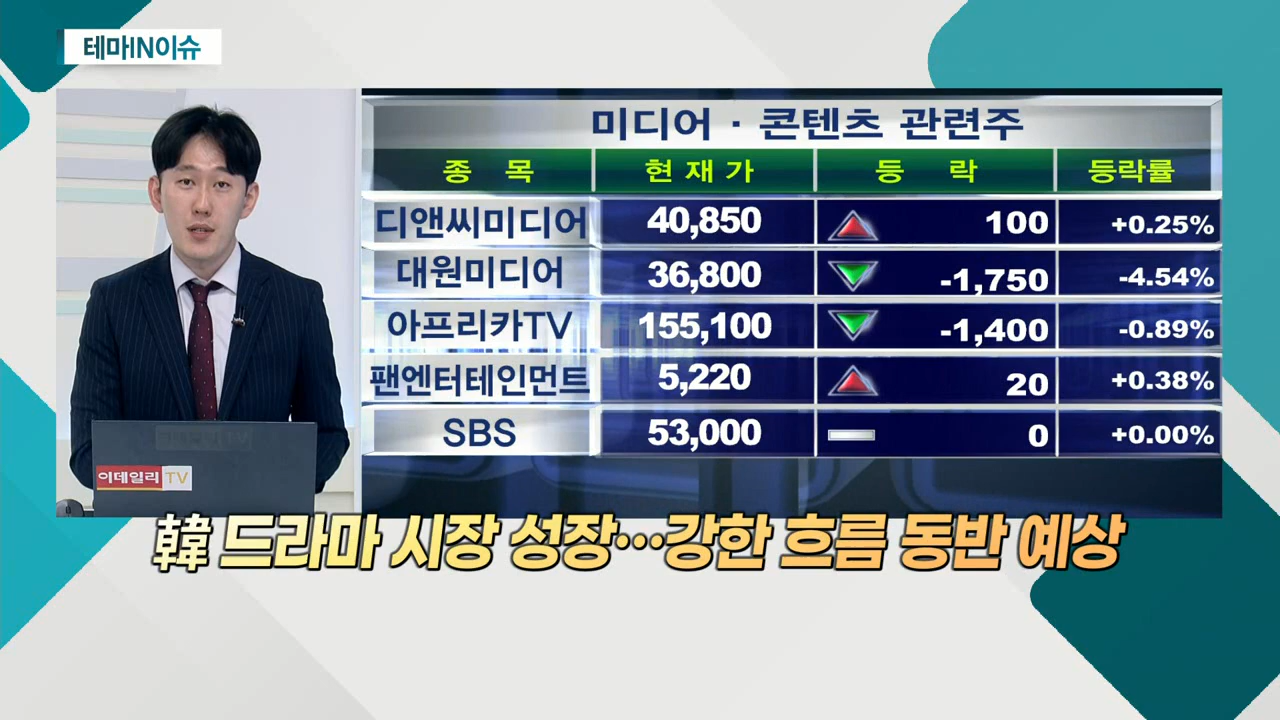 테마IN이슈
미디어 · 콘텐츠 관련주
종 목 현 재 가 등 락 등락률
디앤씨미디어 40,850 100 +0.25%
대원미디어 36,800 -1,750 -4.54%
아프리카TV 155,100 -1,400 -0.89%
팬엔터테인먼트 5,220 20 +0.38%
SBS 53,000 0 +0.00%
이데일리TV
韓 드라마 시장 성장…강한 흐름 동반 예상